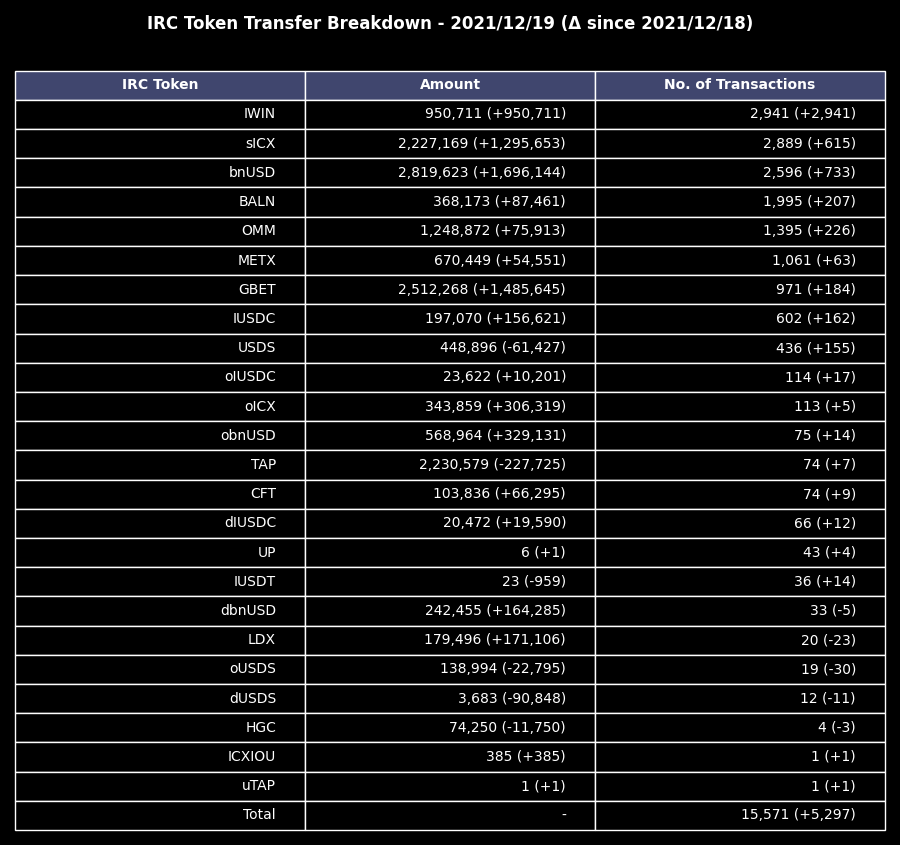 IRC Token Transfer Breakdown - 2021/12/19 (Δ since 2021/12/18)
IRC Token Amount No. of Transactions
IWIN 950,711 (+950,711) 2,941 (+2,941)
sICX 2,227,169 (+1,295,653) 2,889 (+615)
bnUSD 2,819,623 (+1,696,144) 2,596 (+733)
BALN 368,173 (+87,461) 1,995 (+207)
OMM 1,248,872 (+75,913) 1,395 (+226)
METX 670,449 (+54,551) 1,061 (+63)
GBET 2,512,268 (+1,485,645) 971 (+184)
IUSDC 197,070 (+156,621) 602 (+162)
USDS 448,896 (-61,427) 436 (+155)
oIUSDC 23,622 (+10,201) 114 (+17)
oICX 343,859 (+306,319) 113 (+5)
obnUSD 568,964 (+329,131) 75 (+14)
TAP 2,230,579 (-227,725) 74 (+7)
CFT 103,836 (+66,295) 74 (+9)
dIUSDC 20,472 (+19,590) 66 (+12)
UP 6 (+1) 43 (+4)
IUSDT 23 (-959) 36 (+14)
dbnUSD 242,455 (+164,285) 33 (-5)
LDX 179,496 (+171,106) 20 (-23)
oUSDS 138,994 (-22,795) 19 (-30)
dUSDS 3,683 (-90,848) 12 (-11)
HGC 74,250 (-11,750) 4 (-3)
ICXIOU 385 (+385) 1 (+1)
uTAP 1 (+1) 1 (+1)
Total - 15,571 (+5,297)